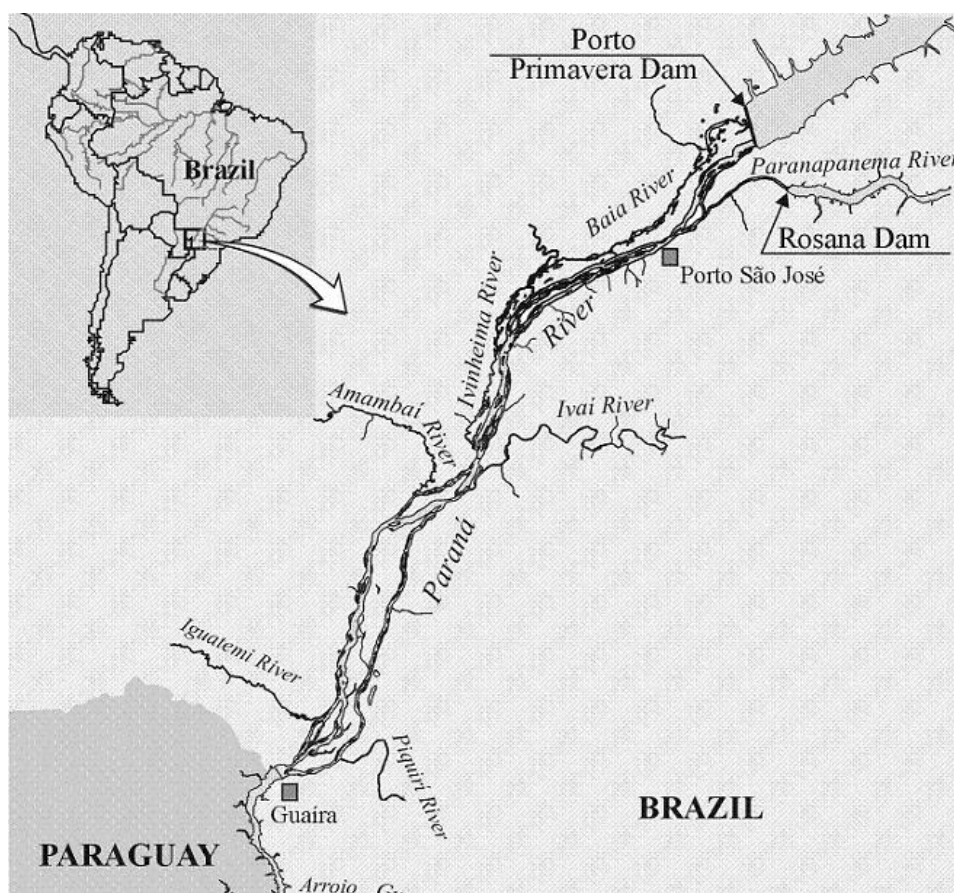 Porto
Primavera Dam
Brazil
Paranapanema River
Baia River
Rosana Dam
Porto São José
Ivinheima River
River
Amambaí River
Ivaí River
Paraná
Iguatemi River
Piquirí River
Guaíra
BRAZIL
PARAGUAY
Arroio